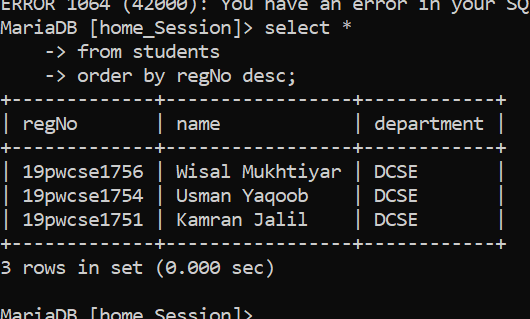 ERROR 1064 (42000): You have an error in your SQ
MariaDB [home_Session]> select *
    -> from students
    -> order by regNo desc;
+-------------+------------------+------------+
| regNo       | name             | department |
+-------------+------------------+------------+
| 19pwcse1756 | Wisal Mukhtiyar | DCSE       |
| 19pwcse1754 | Usman Yaqoob    | DCSE       |
| 19pwcse1751 | Kamran Jalil    | DCSE       |
+-------------+------------------+------------+
3 rows in set (0.000 sec)
MariaDB [home_Session]>